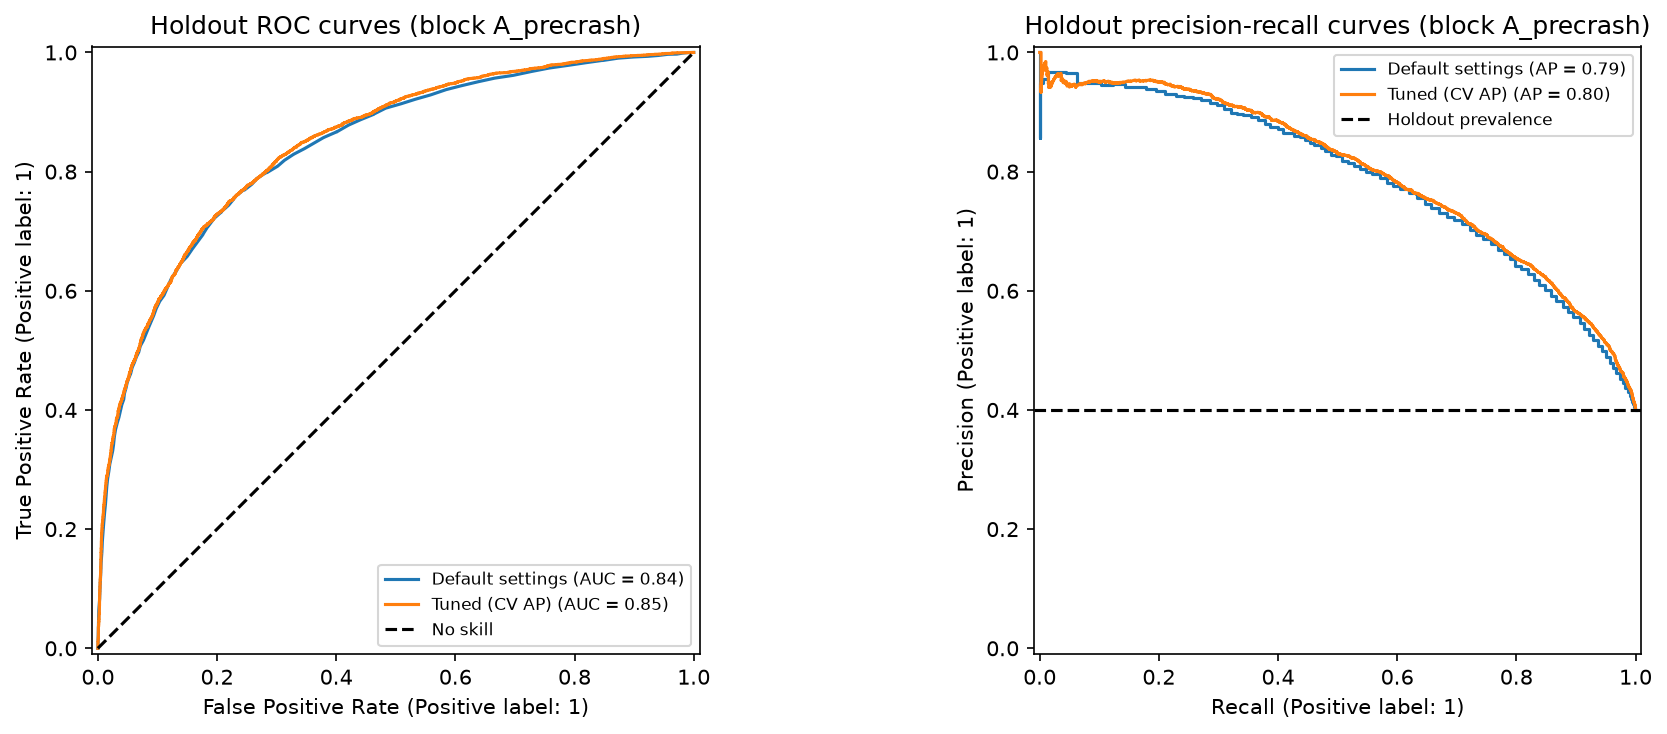 Holdout ROC curves (block A_precrash)
True Positive Rate (Positive label: 1)
1.0
0.8
0.6
0.4
0.2
0.0
Default settings (AUC = 0.84)
Tuned (CV AP) (AUC = 0.85)
No skill
0.0 0.2 0.4 0.6 0.8 1.0
False Positive Rate (Positive label: 1)
Holdout precision-recall curves (block A_precrash)
Precision (Positive label: 1)
1.0
0.8
0.6
0.4
0.2
0.0
Default settings (AP = 0.79)
Tuned (CV AP) (AP = 0.80)
Holdout prevalence
0.0 0.2 0.4 0.6 0.8 1.0
Recall (Positive label: 1)